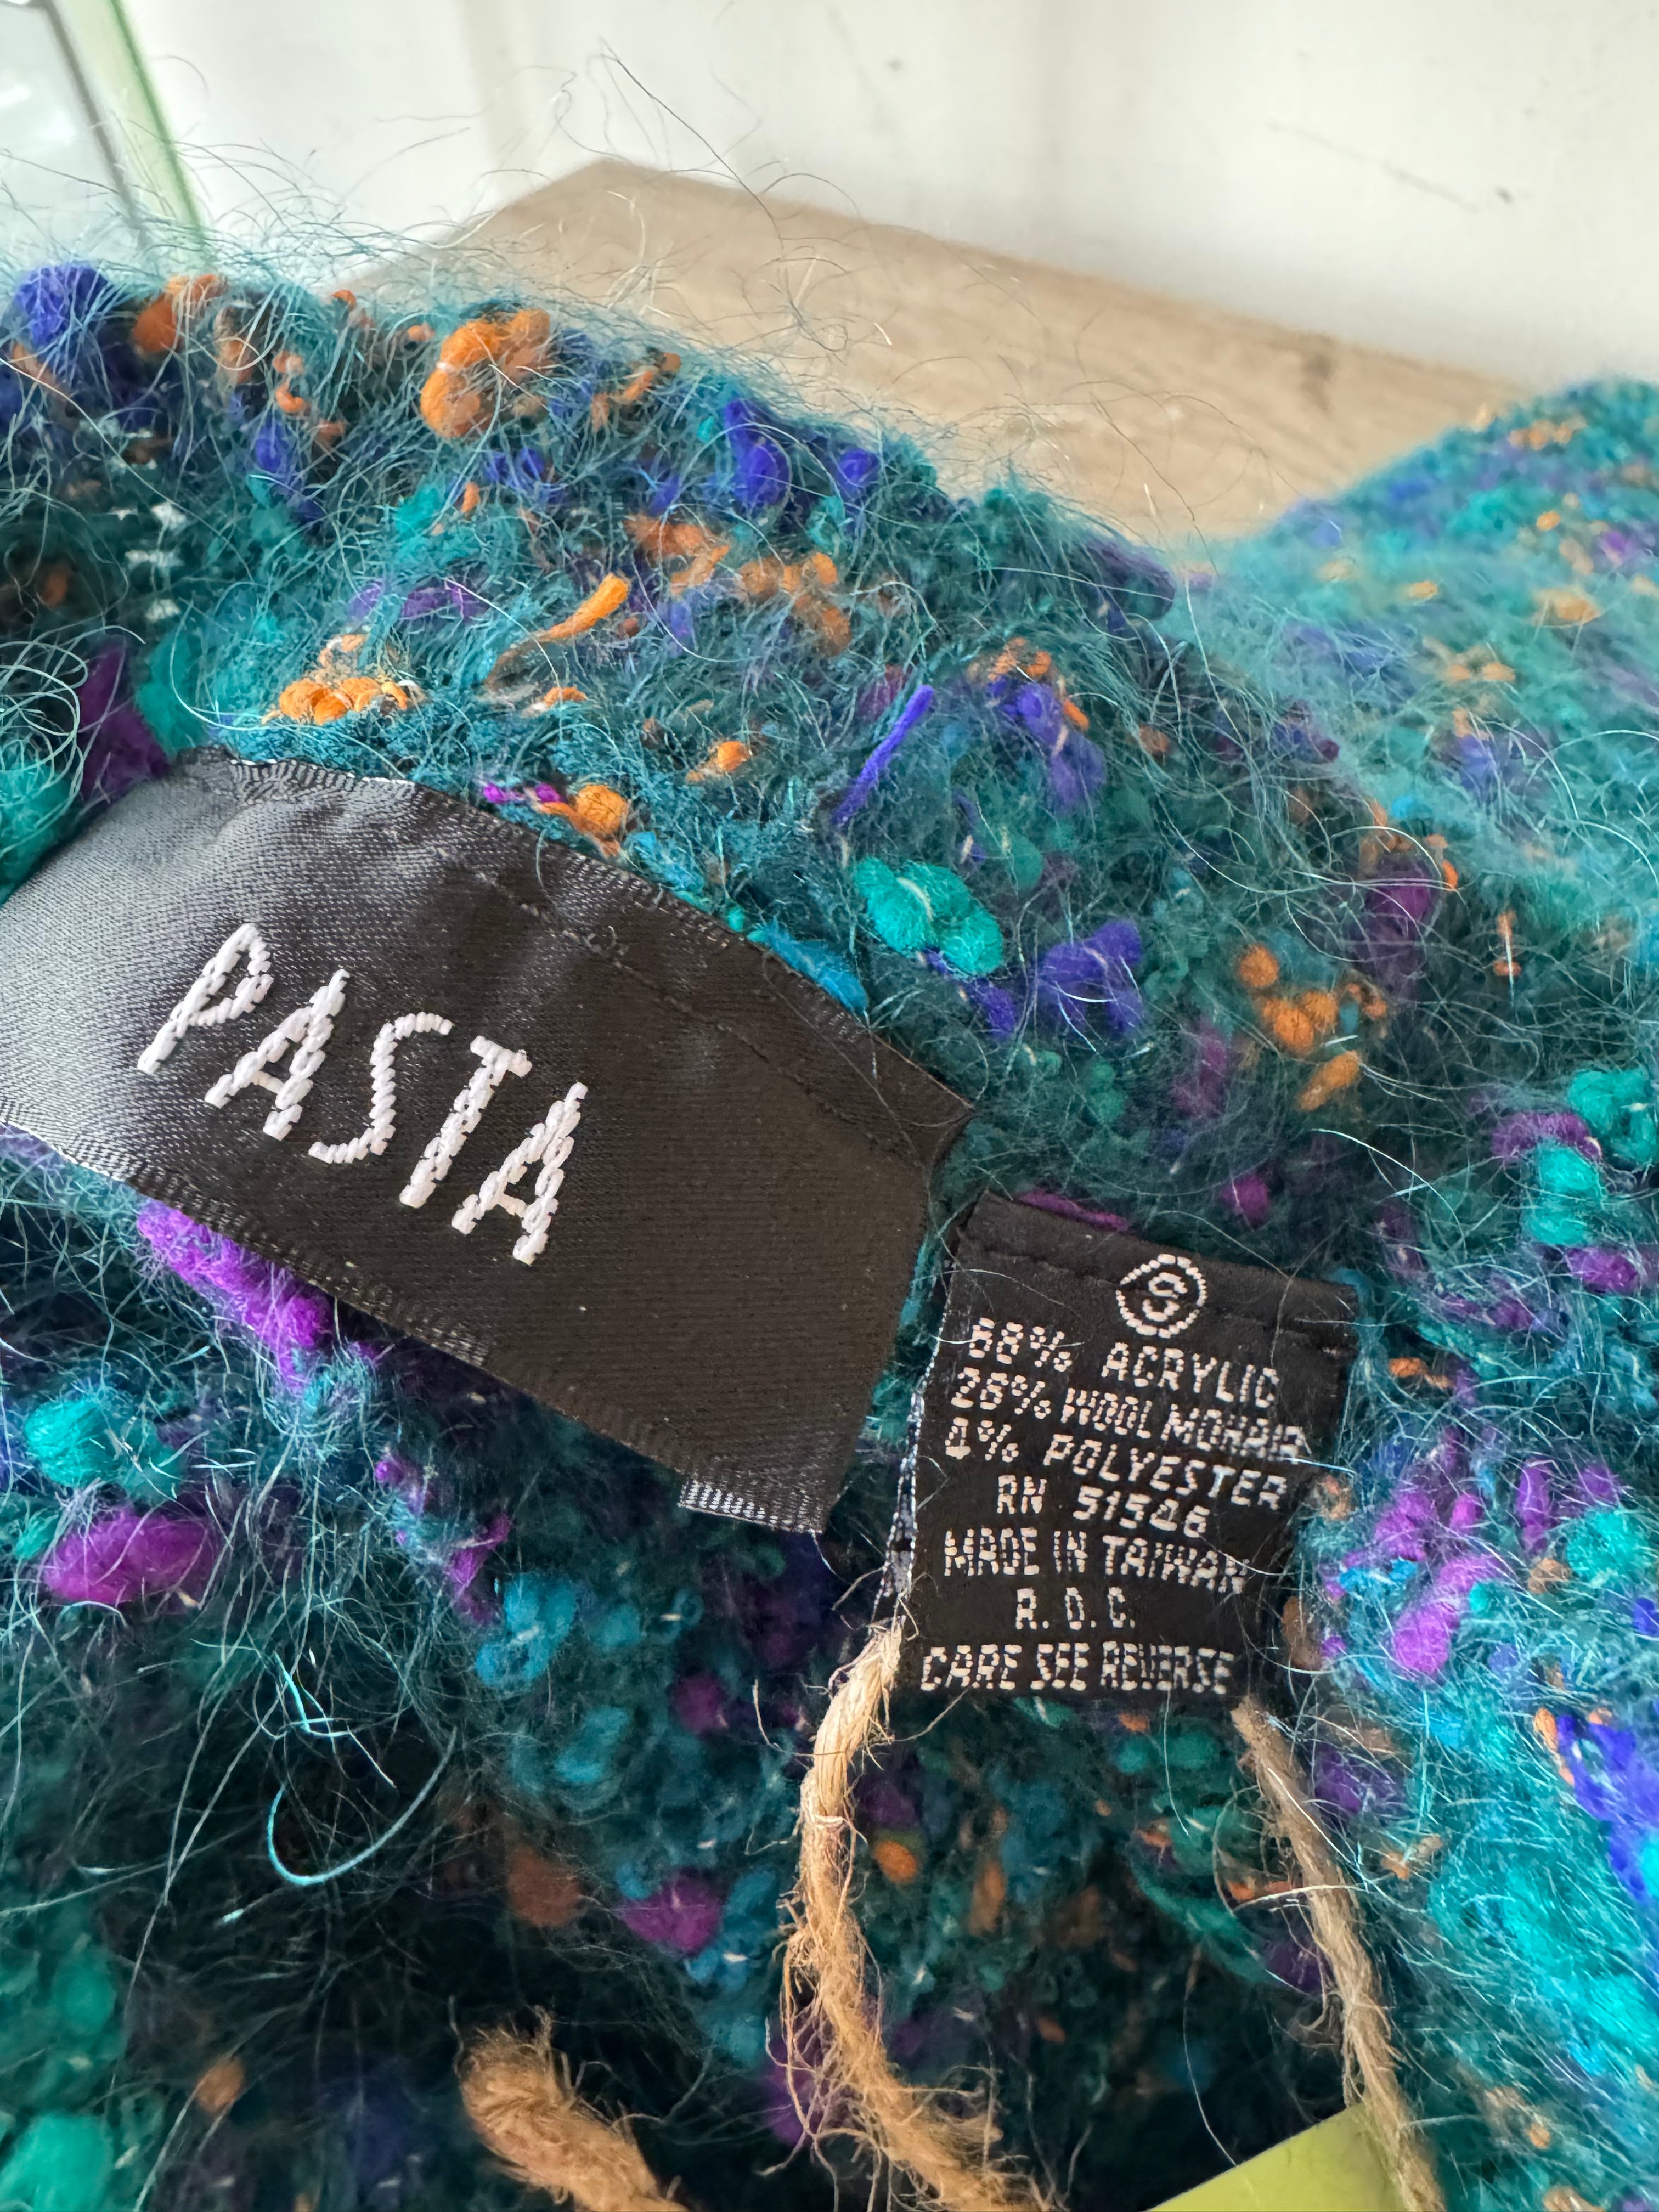 PASTA
S
68% ACRYLIC
28% WOOL MOHAIR
4% POLYESTER
RN 51546
MADE IN TAIWAN
R.O.C.
CARE SEE REVERSE